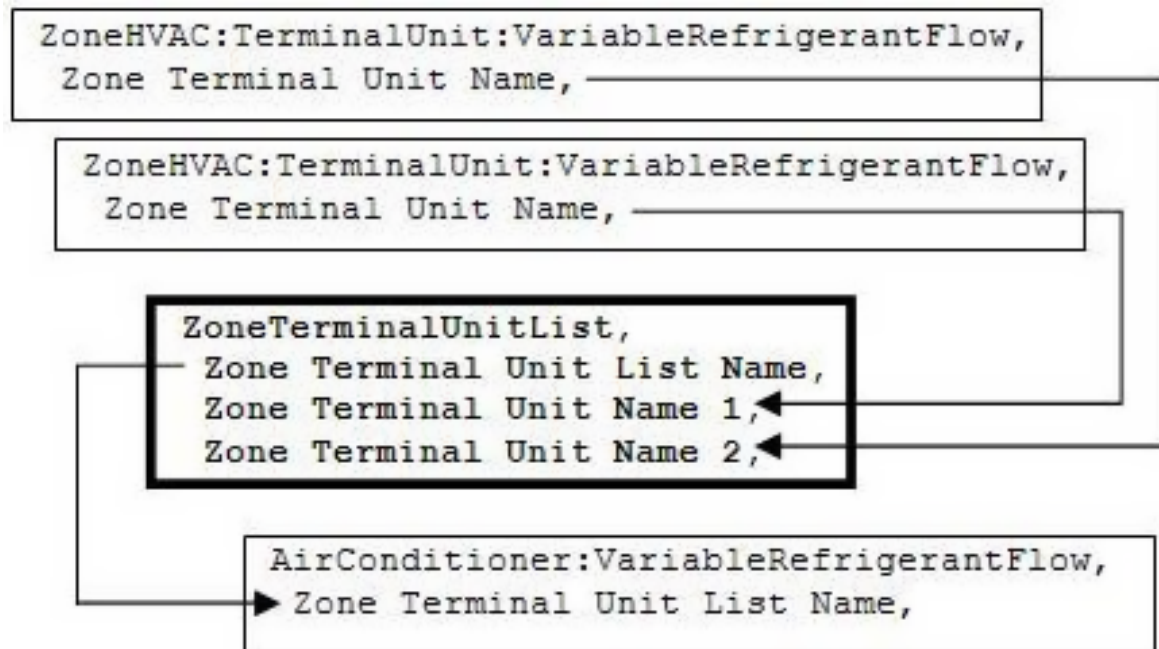 ZoneHVAC:TerminalUnit:VariableRefrigerantFlow,
Zone Terminal Unit Name,
ZoneHVAC:TerminalUnit:VariableRefrigerantFlow,
Zone Terminal Unit Name,
ZoneTerminalUnitList,
Zone Terminal Unit List Name,
Zone Terminal Unit Name 1,
Zone Terminal Unit Name 2,
AirConditioner:VariableRefrigerantFlow,
Zone Terminal Unit List Name,